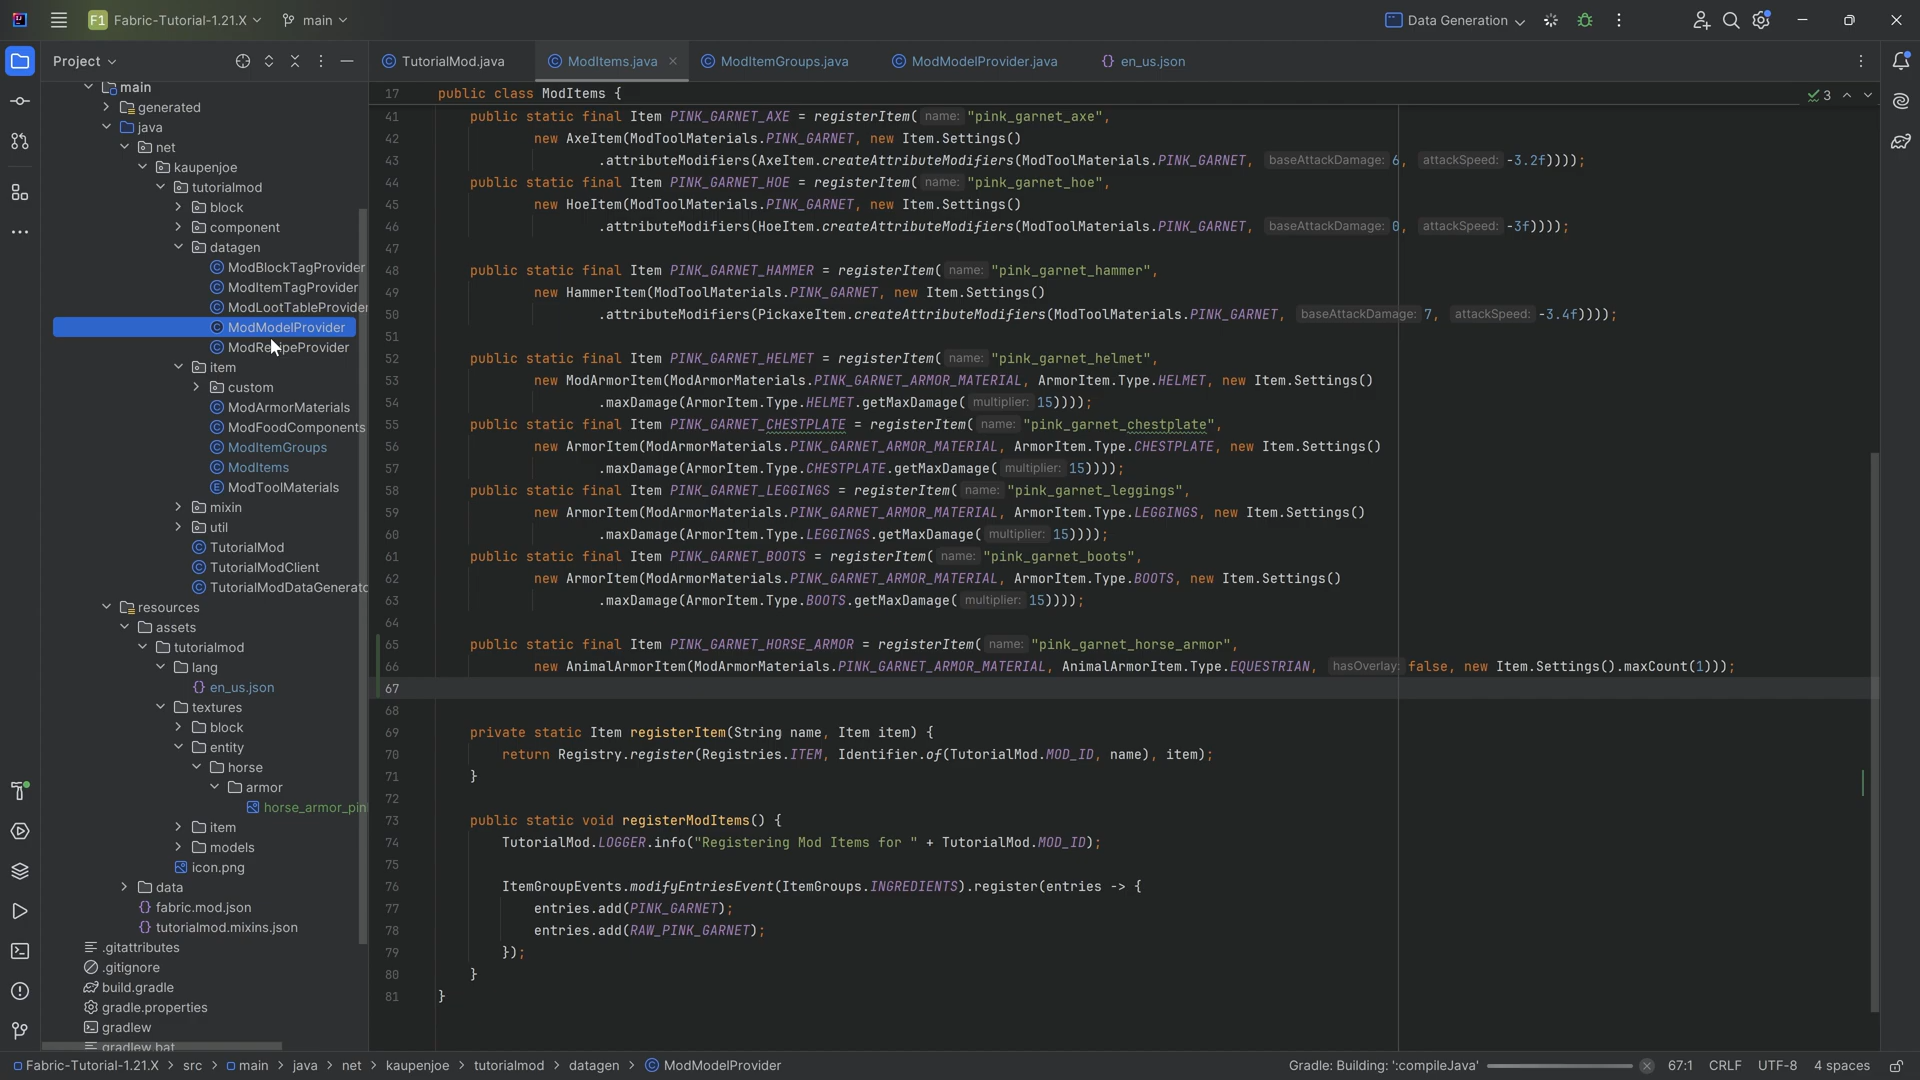 F1 Fabric-Tutorial-1.21.X main Data Generation
Project
TutorialMod.java ModItems.java ModItemGroups.java ModModelProvider.java en_us.json
main
generated
java
net
kaupenjoe
tutorialmod
block
component
datagen
ModBlockTagProvider
ModItemTagProvider
ModLootTableProvider
ModModelProvider
ModRecipeProvider
item
custom
ModArmorMaterials
ModFoodComponents
ModItemGroups
ModItems
ModToolMaterials
mixin
util
TutorialMod
TutorialModClient
TutorialModDataGenerato
resources
assets
tutorialmod
lang
en_us.json
textures
block
entity
horse
armor
horse_armor_pin
item
models
icon.png
data
fabric.mod.json
tutorialmod.mixins.json
.gitattributes
.gitignore
build.gradle
gradle.properties
gradlew
gradlew.bat
17 public class ModItems { 3
41 public static final Item PINK_GARNET_AXE = registerItem( name: "pink_garnet_axe",
42 new AxeItem(ModToolMaterials.PINK_GARNET, new Item.Settings()
43 .attributeModifiers(AxeItem.createAttributeModifiers(ModToolMaterials.PINK_GARNET, baseAttackDamage: 6, attackSpeed: -3.2f))));
44 public static final Item PINK_GARNET_HOE = registerItem( name: "pink_garnet_hoe",
45 new HoeItem(ModToolMaterials.PINK_GARNET, new Item.Settings()
46 .attributeModifiers(HoeItem.createAttributeModifiers(ModToolMaterials.PINK_GARNET, baseAttackDamage: 0, attackSpeed: -3f))));
47
48 public static final Item PINK_GARNET_HAMMER = registerItem( name: "pink_garnet_hammer",
49 new HammerItem(ModToolMaterials.PINK_GARNET, new Item.Settings()
50 .attributeModifiers(PickaxeItem.createAttributeModifiers(ModToolMaterials.PINK_GARNET, baseAttackDamage: 7, attackSpeed: -3.4f))));
51
52 public static final Item PINK_GARNET_HELMET = registerItem( name: "pink_garnet_helmet",
53 new ModArmorItem(ModArmorMaterials.PINK_GARNET_ARMOR_MATERIAL, ArmorItem.Type.HELMET, new Item.Settings()
54 .maxDamage(ArmorItem.Type.HELMET.getMaxDamage( multiplier: 15))));
55 public static final Item PINK_GARNET_CHESTPLATE = registerItem( name: "pink_garnet_chestplate",
56 new ArmorItem(ModArmorMaterials.PINK_GARNET_ARMOR_MATERIAL, ArmorItem.Type.CHESTPLATE, new Item.Settings()
57 .maxDamage(ArmorItem.Type.CHESTPLATE.getMaxDamage( multiplier: 15))));
58 public static final Item PINK_GARNET_LEGGINGS = registerItem( name: "pink_garnet_leggings",
59 new ArmorItem(ModArmorMaterials.PINK_GARNET_ARMOR_MATERIAL, ArmorItem.Type.LEGGINGS, new Item.Settings()
60 .maxDamage(ArmorItem.Type.LEGGINGS.getMaxDamage( multiplier: 15))));
61 public static final Item PINK_GARNET_BOOTS = registerItem( name: "pink_garnet_boots",
62 new ArmorItem(ModArmorMaterials.PINK_GARNET_ARMOR_MATERIAL, ArmorItem.Type.BOOTS, new Item.Settings()
63 .maxDamage(ArmorItem.Type.BOOTS.getMaxDamage( multiplier: 15))));
64
65 public static final Item PINK_GARNET_HORSE_ARMOR = registerItem( name: "pink_garnet_horse_armor",
66 new AnimalArmorItem(ModArmorMaterials.PINK_GARNET_ARMOR_MATERIAL, AnimalArmorItem.Type.EQUESTRIAN, hasOverlay: false, new Item.Settings().maxCount(1)));
67
68
69 private static Item registerItem(String name, Item item) {
70 return Registry.register(Registries.ITEM, Identifier.of(TutorialMod.MOD_ID, name), item);
71 }
72
73 public static void registerModItems() {
74 TutorialMod.LOGGER.info("Registering Mod Items for " + TutorialMod.MOD_ID);
75
76 ItemGroupEvents.modifyEntriesEvent(ItemGroups.INGREDIENTS).register(entries -> {
77 entries.add(PINK_GARNET);
78 entries.add(RAW_PINK_GARNET);
79 });
80 }
81 }
Fabric-Tutorial-1.21.X > src > main > java > net > kaupenjoe > tutorialmod > datagen > ModModelProvider Gradle: Building: ':compileJava' 67:1 CRLF UTF-8 4 spaces